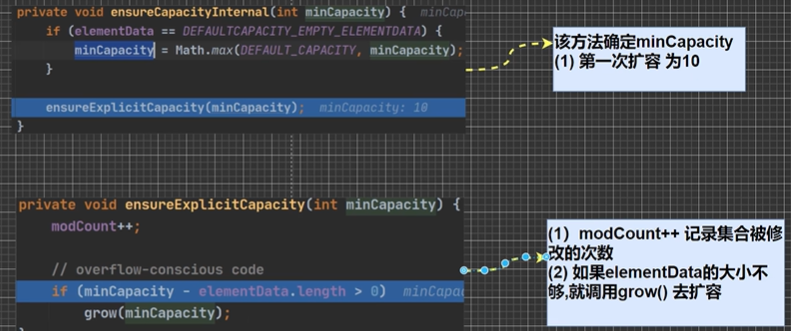 private void ensureCapacityInternal(int minCapacity) { minCap
if (elementData == DEFAULTCAPACITY_EMPTY_ELEMENTDATA) {
minCapacity = Math.max(DEFAULT_CAPACITY, minCapacity);
}
ensureExplicitCapacity(minCapacity); minCapacity: 10
}
该方法确定minCapacity
(1) 第一次扩容 为10
private void ensureExplicitCapacity(int minCapacity) {
modCount++;
// overflow-conscious code
if (minCapacity - elementData.length > 0) minCapac
grow(minCapacity);
}
(1) modCount++ 记录集合被修
改的次数
(2) 如果elementData的大小不
够,就调用grow() 去扩容